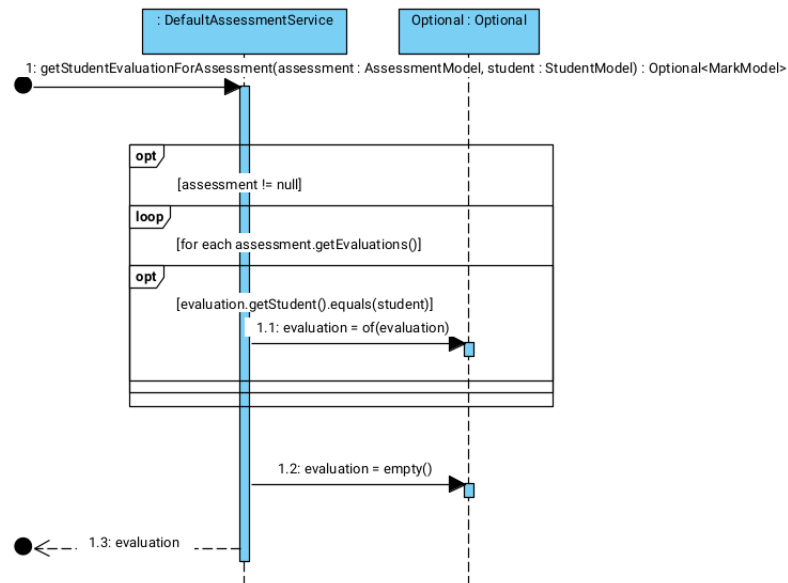 : DefaultAssessmentService
Optional : Optional
1: getStudentEvaluationForAssessment(assessment : AssessmentModel, student : StudentModel) : Optional<MarkModel>
opt
[assessment != null]
loop
[for each assessment.getEvaluations()]
opt
[evaluation.getStudent().equals(student)]
1.1: evaluation = of(evaluation)
1.2: evaluation = empty()
1.3: evaluation